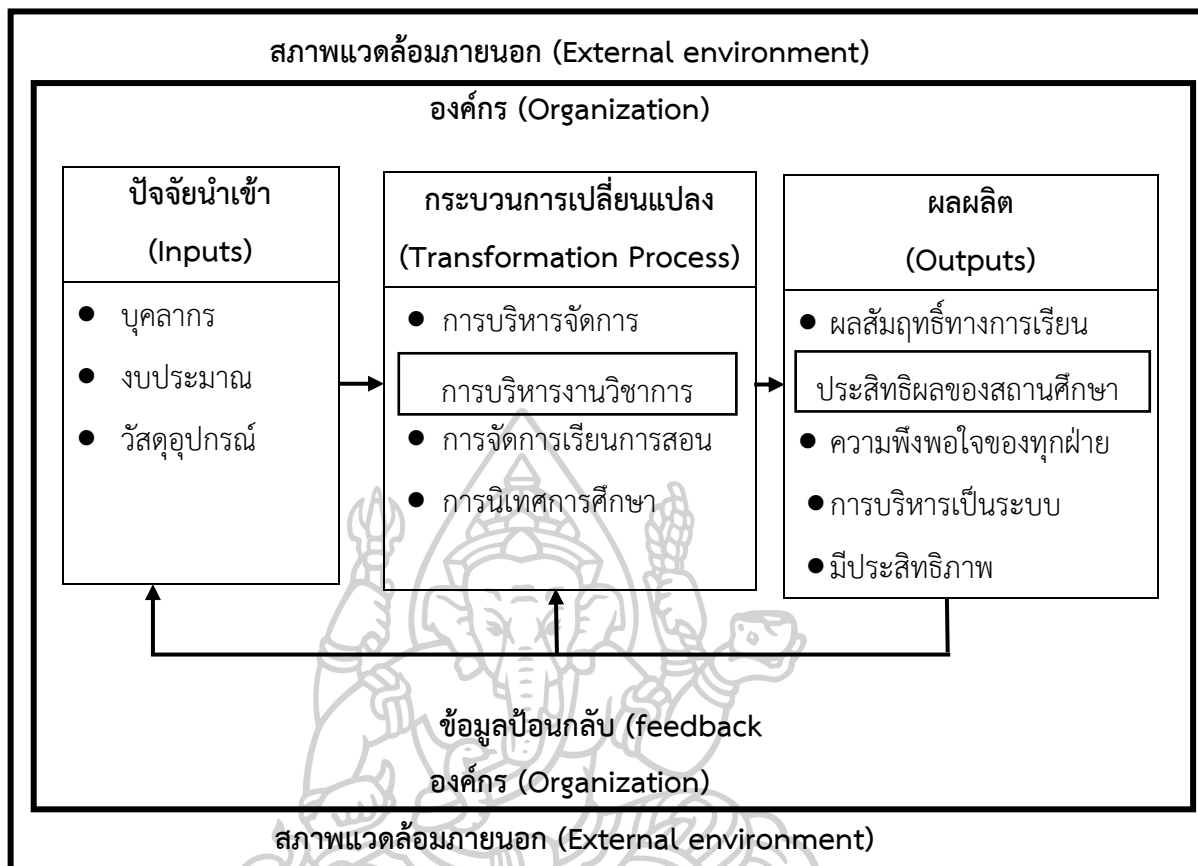 สภาพแวดล้อมภายนอก (External environment)
องค์กร (Organization)
ปัจจัยนำเข้า
(Inputs)
● บุคลากร
● งบประมาณ
● วัสดุอุปกรณ์
กระบวนการเปลี่ยนแปลง
(Transformation Process)
● การบริหารจัดการ
การบริหารงานวิชาการ
● การจัดการเรียนการสอน
● การนิเทศการศึกษา
ผลผลิต
(Outputs)
● ผลสัมฤทธิ์ทางการเรียน
ประสิทธิผลของสถานศึกษา
● ความพึงพอใจของทุกฝ่าย
● การบริหารเป็นระบบ
● มีประสิทธิภาพ
ข้อมูลป้อนกลับ (feedback
องค์กร (Organization)
สภาพแวดล้อมภายนอก (External environment)